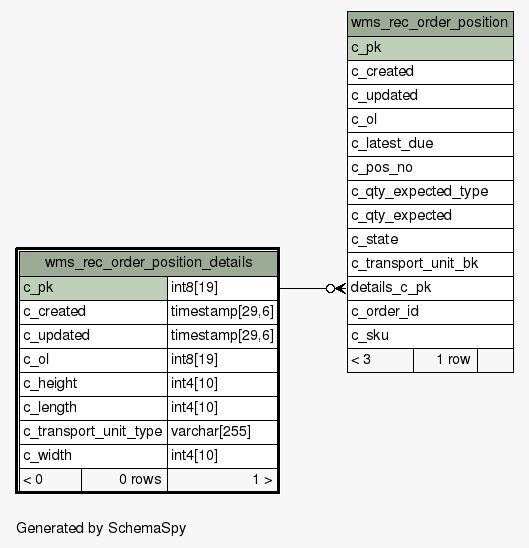 wms_rec_order_position
c_pk
c_created
c_updated
c_ol
c_latest_due
c_pos_no
c_qty_expected_type
c_qty_expected
c_state
c_transport_unit_bk
details_c_pk
c_order_id
c_sku
< 3 1 row
wms_rec_order_position_details
c_pk int8[19]
c_created timestamp[29,6]
c_updated timestamp[29,6]
c_ol int8[19]
c_height int4[10]
c_length int4[10]
c_transport_unit_type varchar[255]
c_width int4[10]
< 0 0 rows 1 >
Generated by SchemaSpy